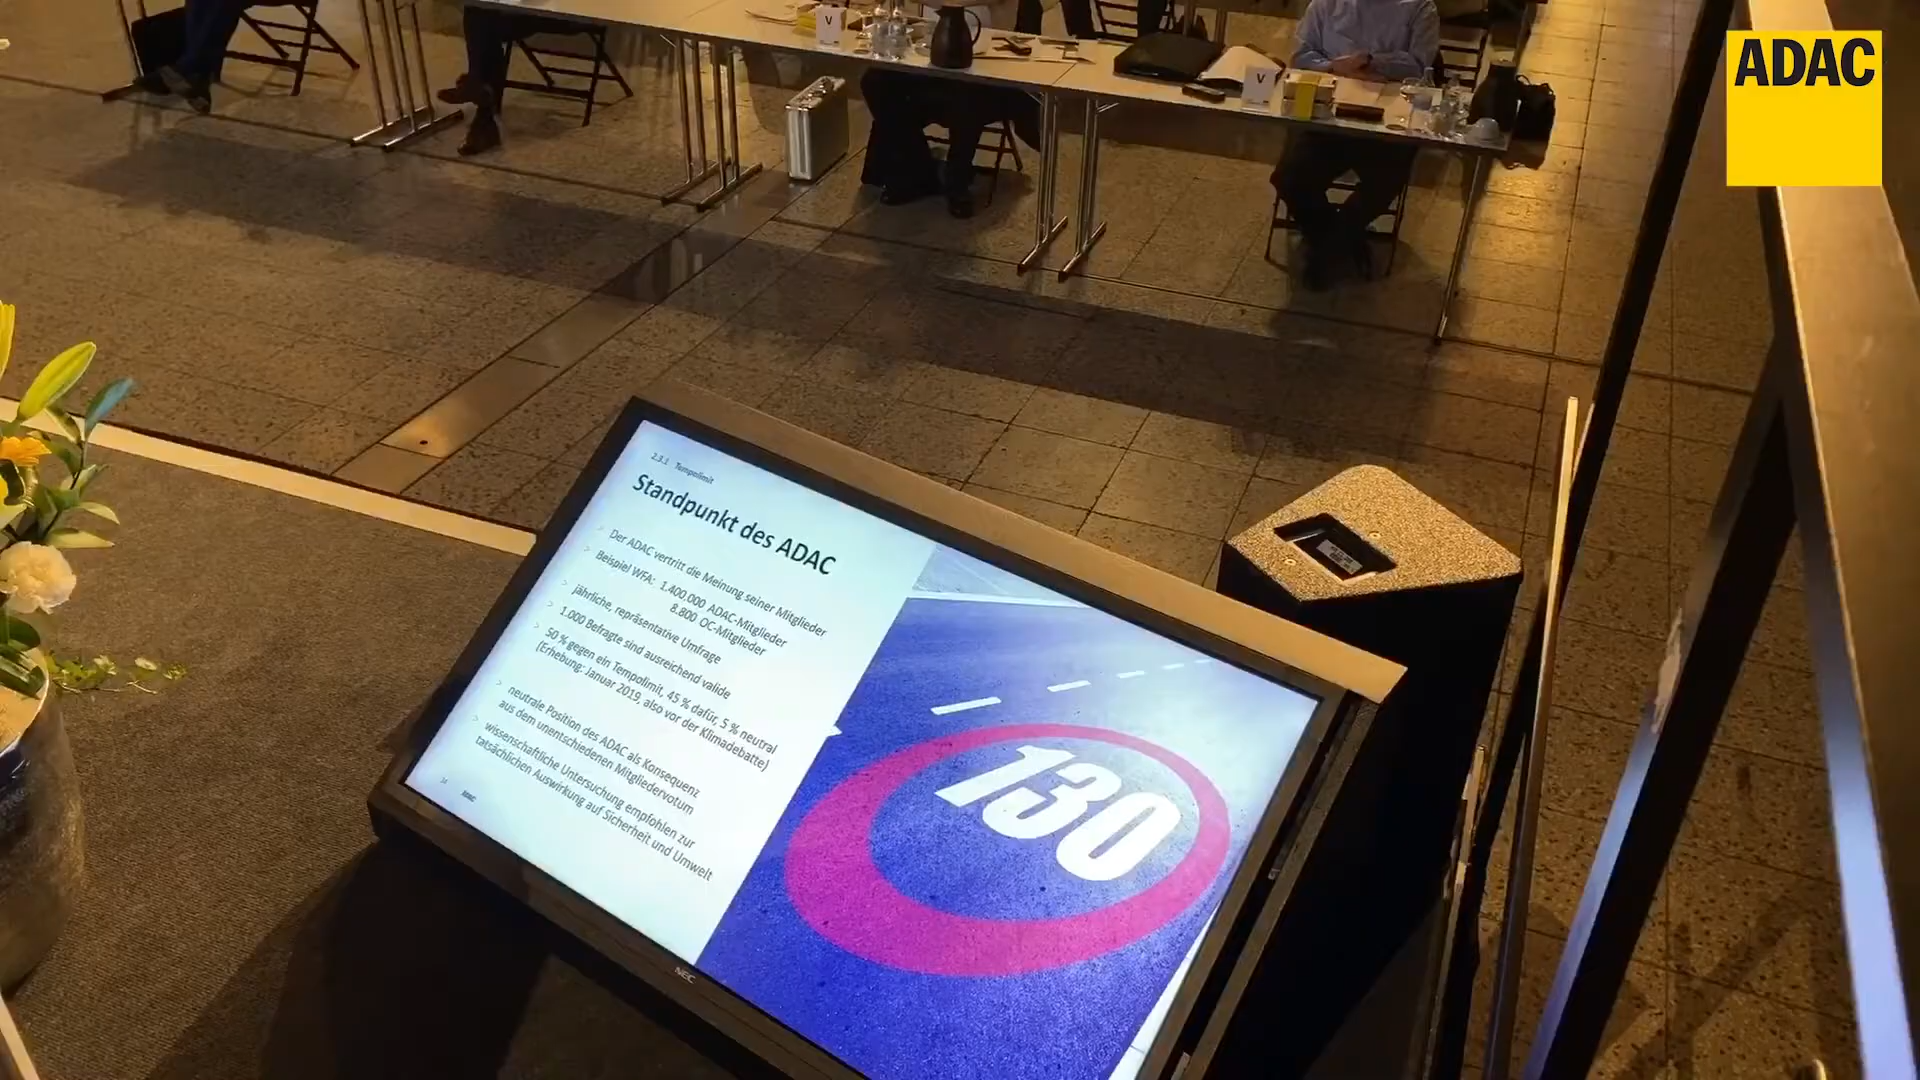 ADAC
V
V
2.3.1 Tempolimit
Standpunkt des ADAC
Der ADAC vertritt die Meinung seiner Mitglieder
Beispiel WFA: 1.400.000 ADAC-Mitglieder
8.800 OC-Mitglieder
jährliche, repräsentative Umfrage
1.000 Befragte sind ausreichend valide
50 % gegen ein Tempolimit, 45 % dafür, 5 % neutral
(Erhebung: Januar 2019, also vor der Klimadebatte)
neutrale Position des ADAC als Konsequenz
aus dem unentschiedenen Mitgliedervotum
wissenschaftliche Untersuchung empfohlen zur
tatsächlichen Auswirkung auf Sicherheit und Umwelt
ADAC
130
NEC